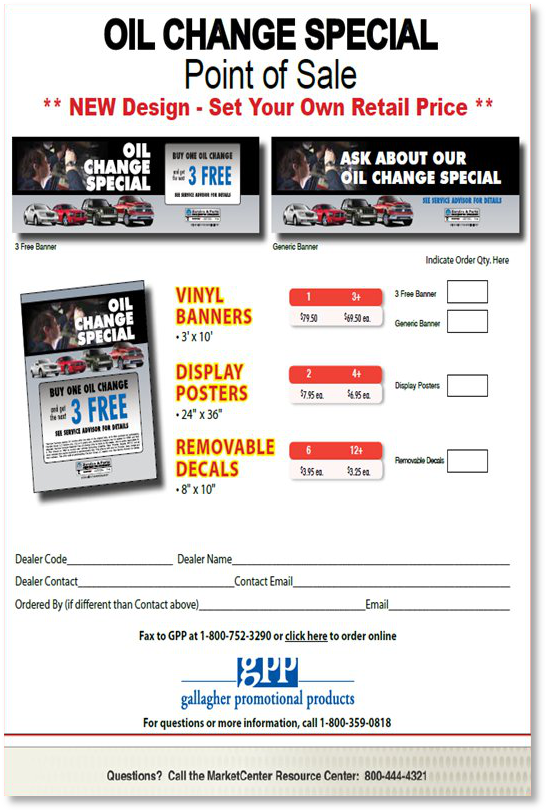 OIL CHANGE SPECIAL
Point of Sale
** NEW Design - Set Your Own Retail Price **
OIL
CHANGE
SPECIAL
BUY ONE OIL CHANGE
and get
the next
3 FREE
SEE SERVICE ADVISOR FOR DETAILS
ASK ABOUT OUR
OIL CHANGE SPECIAL
SEE SERVICE ADVISOR FOR DETAILS
3 Free Banner
Generic Banner
Indicate Order Qty. Here
OIL
CHANGE
SPECIAL
BUY ONE OIL CHANGE
and get
the next
3 FREE
SEE SERVICE ADVISOR FOR DETAILS
VINYL
BANNERS
• 3' x 10'
1 3+
$79.50 $69.50 ea.
3 Free Banner
Generic Banner
DISPLAY
POSTERS
• 24" x 36"
2 4+
$7.95 ea. $6.95 ea.
Display Posters
REMOVABLE
DECALS
• 8" x 10"
6 12+
$3.95 ea. $3.25 ea.
Removable Decals
Dealer Code Dealer Name
Dealer Contact Contact Email
Ordered By (if different than Contact above) Email
Fax to GPP at 1-800-752-3290 or click here to order online
gpp
gallagher promotional products
For questions or more information, call 1-800-359-0818
Questions? Call the MarketCenter Resource Center: 800-444-4321